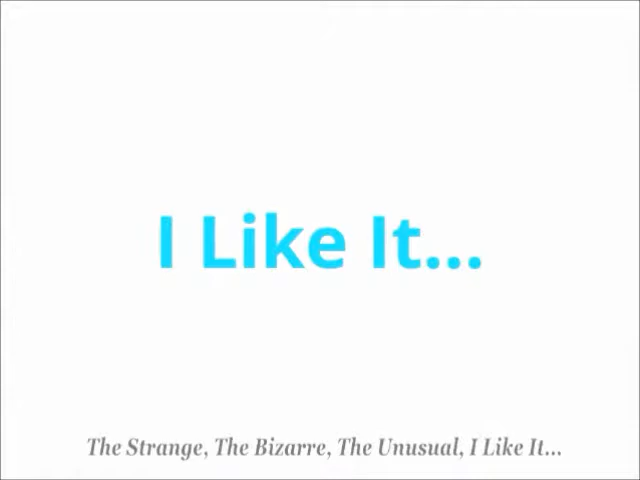 I Like It...
The Strange, The Bizarre, The Unusual, I Like It...